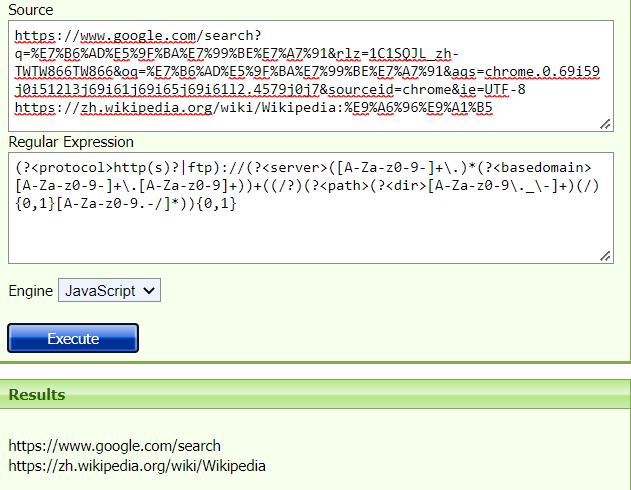 Source
https://www.google.com/search?
q=%E7%B6%AD%E5%9F%BA%E7%99%BE%E7%A7%91&rlz=1C1SQJL_zh-
TWTW866TW866&oq=%E7%B6%AD%E5%9F%BA%E7%99%BE%E7%A7%91&aqs=chrome.0.69i59
j0i512l3j69i61j69i65j69i61l2.4579j0j7&sourceid=chrome&ie=UTF-8
https://zh.wikipedia.org/wiki/Wikipedia:%E9%A6%96%E9%A1%B5
Regular Expression
(?<protocol>http(s)?|ftp)://(?<server>([A-Za-z0-9-]+\.)*(?<basedomain>
[A-Za-z0-9-]+\.[A-Za-z0-9]+))+((/?)(?<path>(?<dir>[A-Za-z0-9\._\-]+)(/)
{0,1}[A-Za-z0-9.-/]*)){0,1}
Engine JavaScript
Execute
Results
https://www.google.com/search
https://zh.wikipedia.org/wiki/Wikipedia